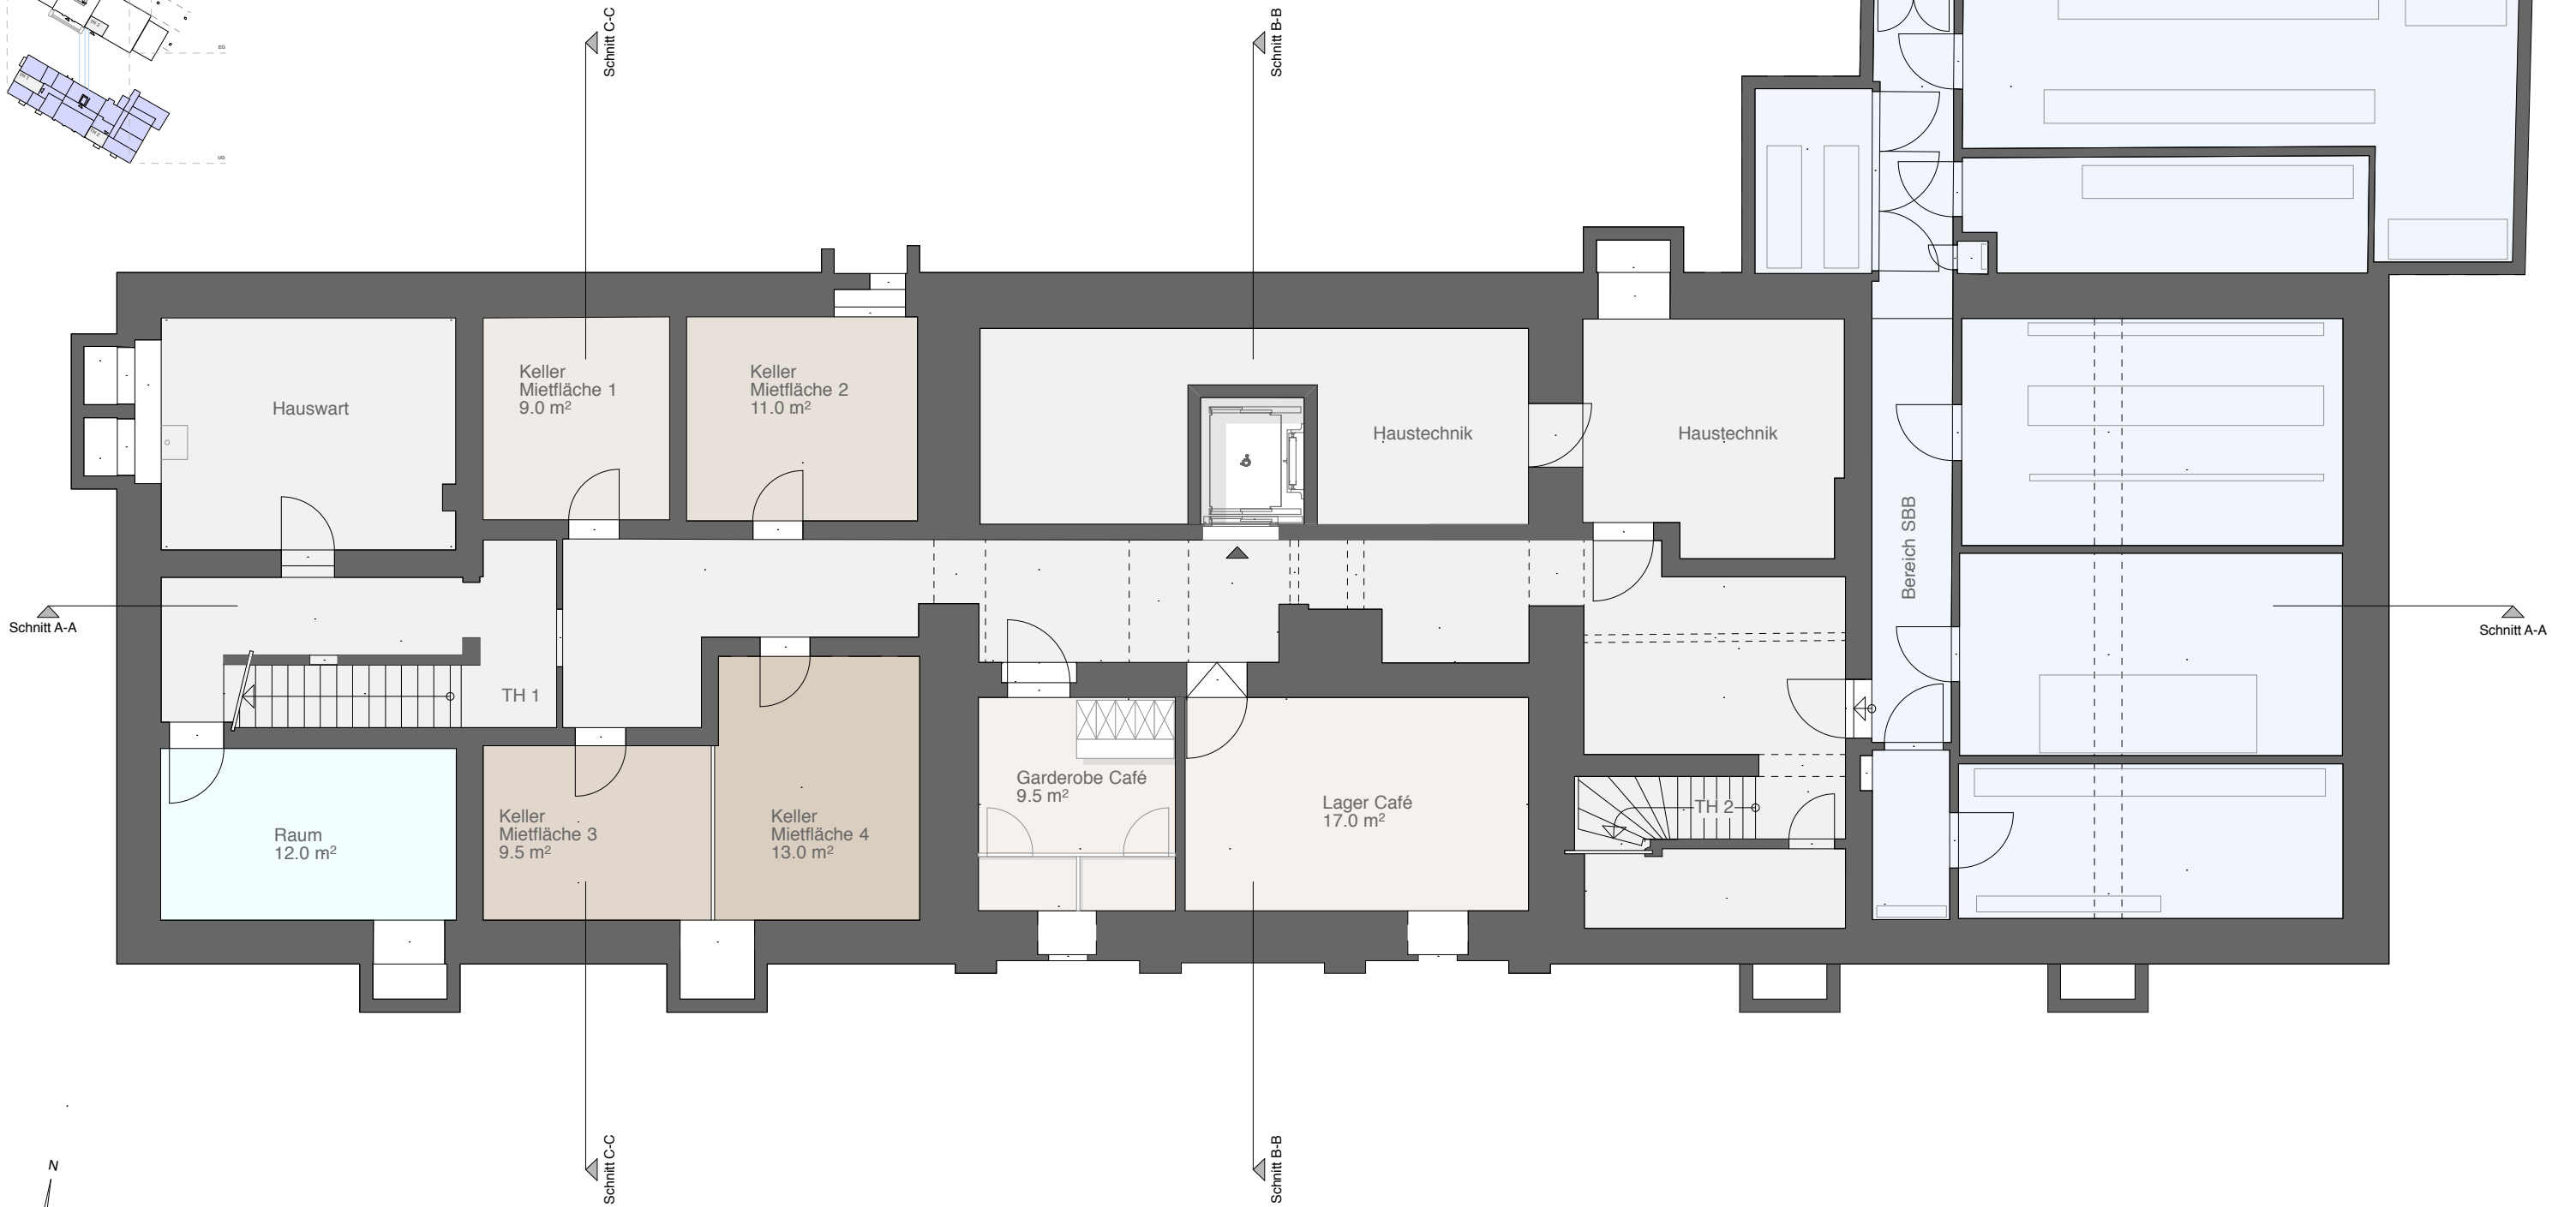 EG
UG
Schnitt C-C
Schnitt B-B
Hauswart
Keller
Mietfläche 1
9.0 m²
Keller
Mietfläche 2
11.0 m²
Haustechnik
Haustechnik
Bereich SBB
Schnitt A-A
Schnitt A-A
TH 1
Raum
12.0 m²
Keller
Mietfläche 3
9.5 m²
Keller
Mietfläche 4
13.0 m²
Garderobe Café
9.5 m²
Lager Café
17.0 m²
TH 2
Schnitt C-C
Schnitt B-B
N